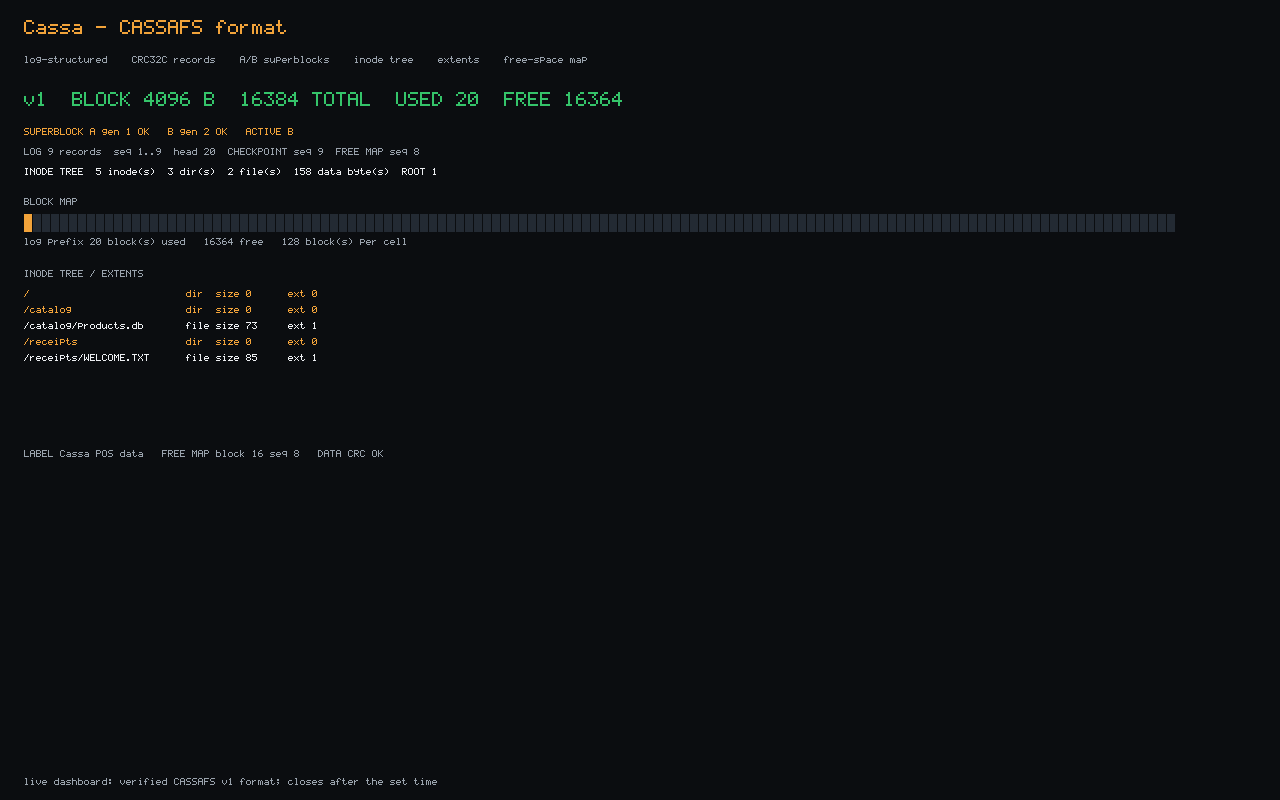 Cassa - CASSAFS format
log-structured    CRC32C records    A/B superblocks    inode tree    extents    free-space map
v1  BLOCK 4096 B  16384 TOTAL  USED 20  FREE 16364
SUPERBLOCK A gen 1 OK   B gen 2 OK   ACTIVE B
LOG 9 records  seq 1..9  head 20  CHECKPOINT seq 9  FREE MAP seq 8
INODE TREE  5 inode(s)  3 dir(s)  2 file(s)  158 data byte(s)  ROOT 1
BLOCK MAP
log prefix 20 block(s) used   16364 free   128 block(s) per cell
INODE TREE / EXTENTS
/                          dir  size 0      ext 0
/catalog                   dir  size 0      ext 0
/catalog/products.db       file size 73     ext 1
/receipts                  dir  size 0      ext 0
/receipts/WELCOME.TXT      file size 85     ext 1
LABEL Cassa POS data   FREE MAP block 16 seq 8   DATA CRC OK
live dashboard: verified CASSAFS v1 format; closes after the set time